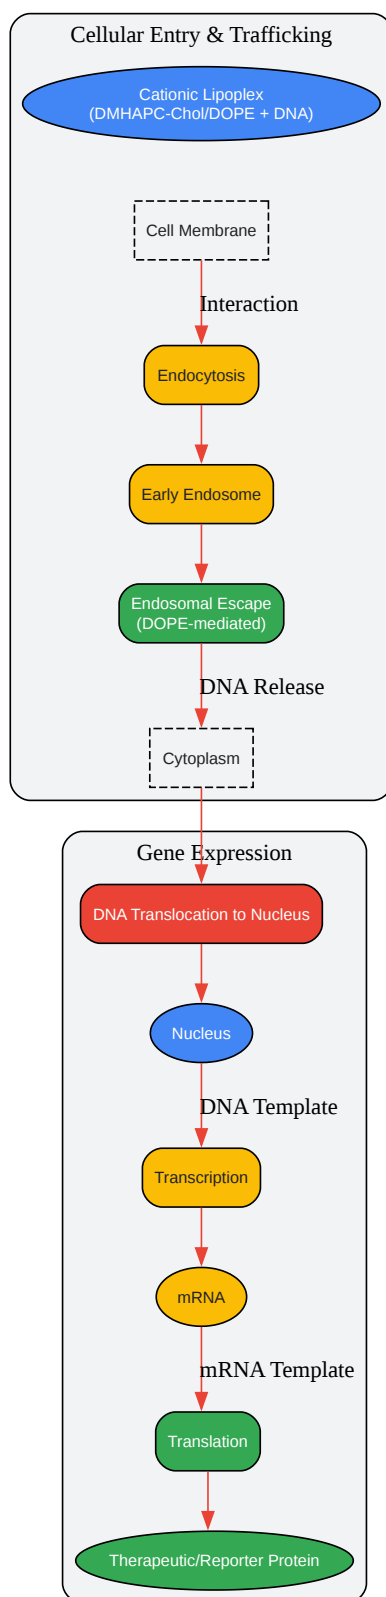 Cellular Entry & Trafficking
Cationic Lipoplex
(DMHAPC-Chol/DOPE + DNA)
Cell Membrane
Interaction
Endocytosis
Early Endosome
Endosomal Escape
(DOPE-mediated)
DNA Release
Cytoplasm
Gene Expression
DNA Translocation to Nucleus
Nucleus
DNA Template
Transcription
mRNA
mRNA Template
Translation
Therapeutic/Reporter Protein